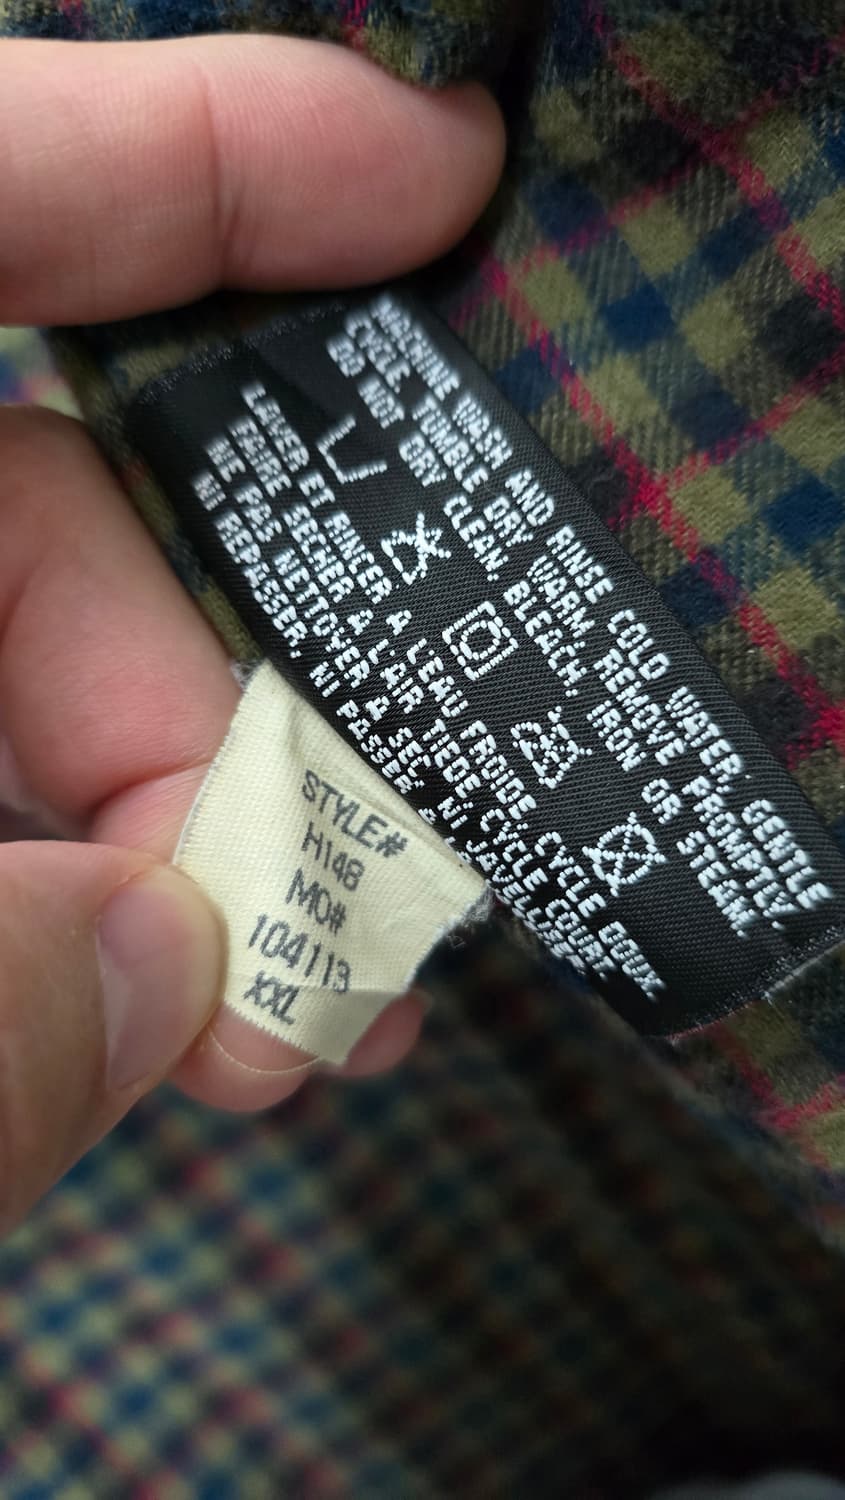 MACHINE WASH AND RINSE COLD WATER, GENTLE
CYCLE, TUMBLE DRY WARM, REMOVE PROMPTLY.
DO NOT DRY CLEAN, BLEACH, IRON OR STEAM.
LAVER ET RINCER A L'EAU FROIDE, CYCLE DOUX.
FAIRE SECHER A L'AIR TIEDE, CYCLE COURT.
NE PAS NETTOYER A SEC, NI JAVELLISER,
NI REPASSER, NI PASSER A
STYLE#
H146
MO#
104113
XXL